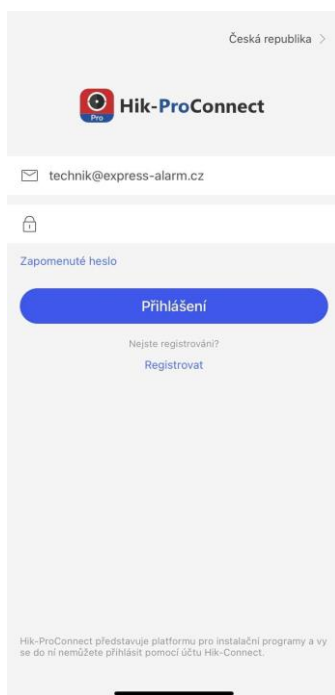 Česká republika
Pro
Hik-ProConnect
technik@express-alarm.cz
Zapomenuté heslo
Přihlášení
Nejste registrováni?
Registrovat
Hik-ProConnect představuje platformu pro instalační programy a vy
se do ní nemůžete přihlásit pomocí účtu Hik-Connect.